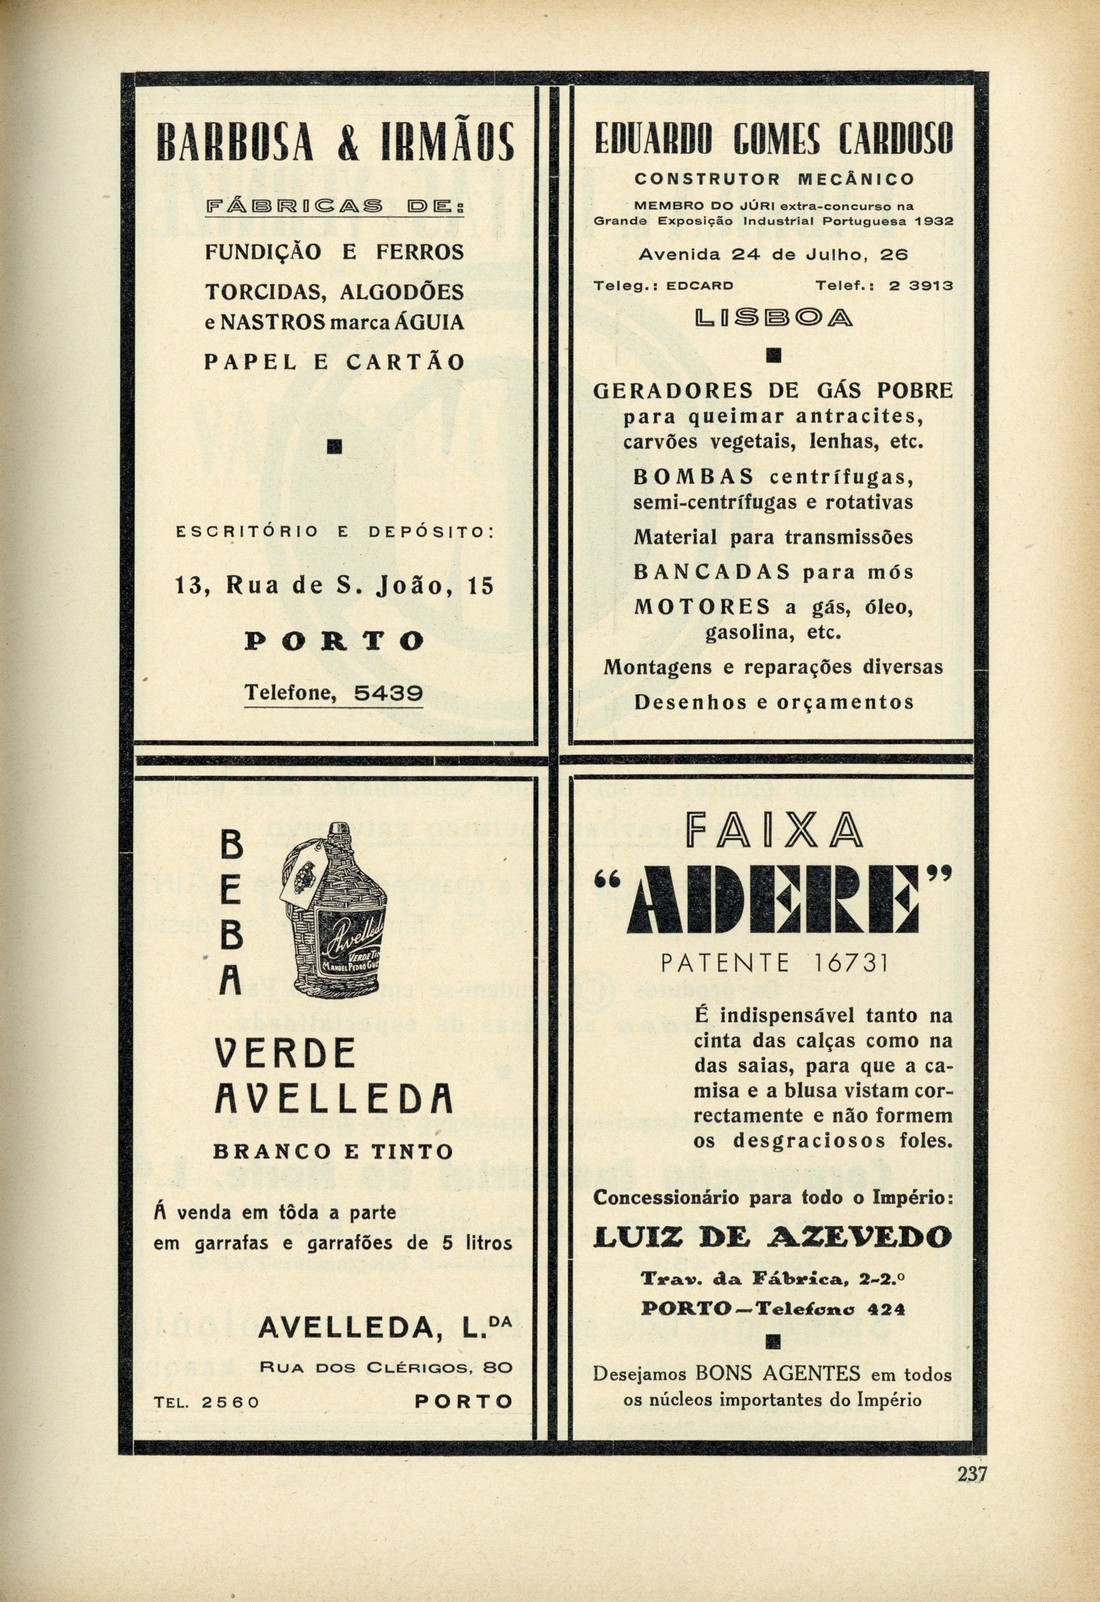 BARBOSA & IRMÃOS
FÁBRICAS DE:
FUNDIÇÃO E FERROS
TORCIDAS, ALGODÕES
e NASTROS marca ÁGUIA
PAPEL E CARTÃO
ESCRITÓRIO E DEPÓSITO:
13, Rua de S. João, 15
PORTO
Telefone, 5439
EDUARDO GOMES CARDOSO
CONSTRUTOR MECÂNICO
MEMBRO DO JÚRI extra-concurso na
Grande Exposição Industrial Portuguesa 1932
Avenida 24 de Julho, 26
Teleg.: EDCARD Telef.: 2 3913
LISBOA
GERADORES DE GÁS POBRE
para queimar antracites,
carvões vegetais, lenhas, etc.
BOMBAS centrífugas,
semi-centrífugas e rotativas
Material para transmissões
BANCADAS para mós
MOTORES a gás, óleo,
gasolina, etc.
Montagens e reparações diversas
Desenhos e orçamentos
BEBA
Avelleda
VERDE TIN
MANOEL PEDRO GUE
VERDE
AVELLEDA
BRANCO E TINTO
Á venda em tôda a parte
em garrafas e garrafões de 5 litros
AVELLEDA, L.DA
RUA DOS CLÉRIGOS, 80
TEL. 2560 PORTO
FAIXA
“ADERE”
PATENTE 16731
É indispensável tanto na
cinta das calças como na
das saias, para que a ca-
misa e a blusa vistam cor-
rectamente e não formem
os desgraciosos foles.
Concessionário para todo o Império:
LUIZ DE AZEVEDO
Trav. da Fábrica, 2-2.º
PORTO—Telefone 424
Desejamos BONS AGENTES em todos
os núcleos importantes do Império
237